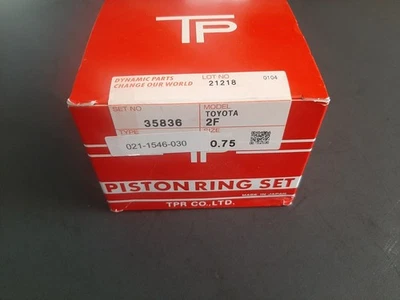 TP
DYNAMIC PARTS
CHANGE OUR WORLD
LOT NO.
21218
0104
SET NO
35836
MODEL
TOYOTA
2F
TYPE
021-1546-030
SIZE
0.75
PISTON RING SET
MADE IN JAPAN
TPR CO.,LTD.